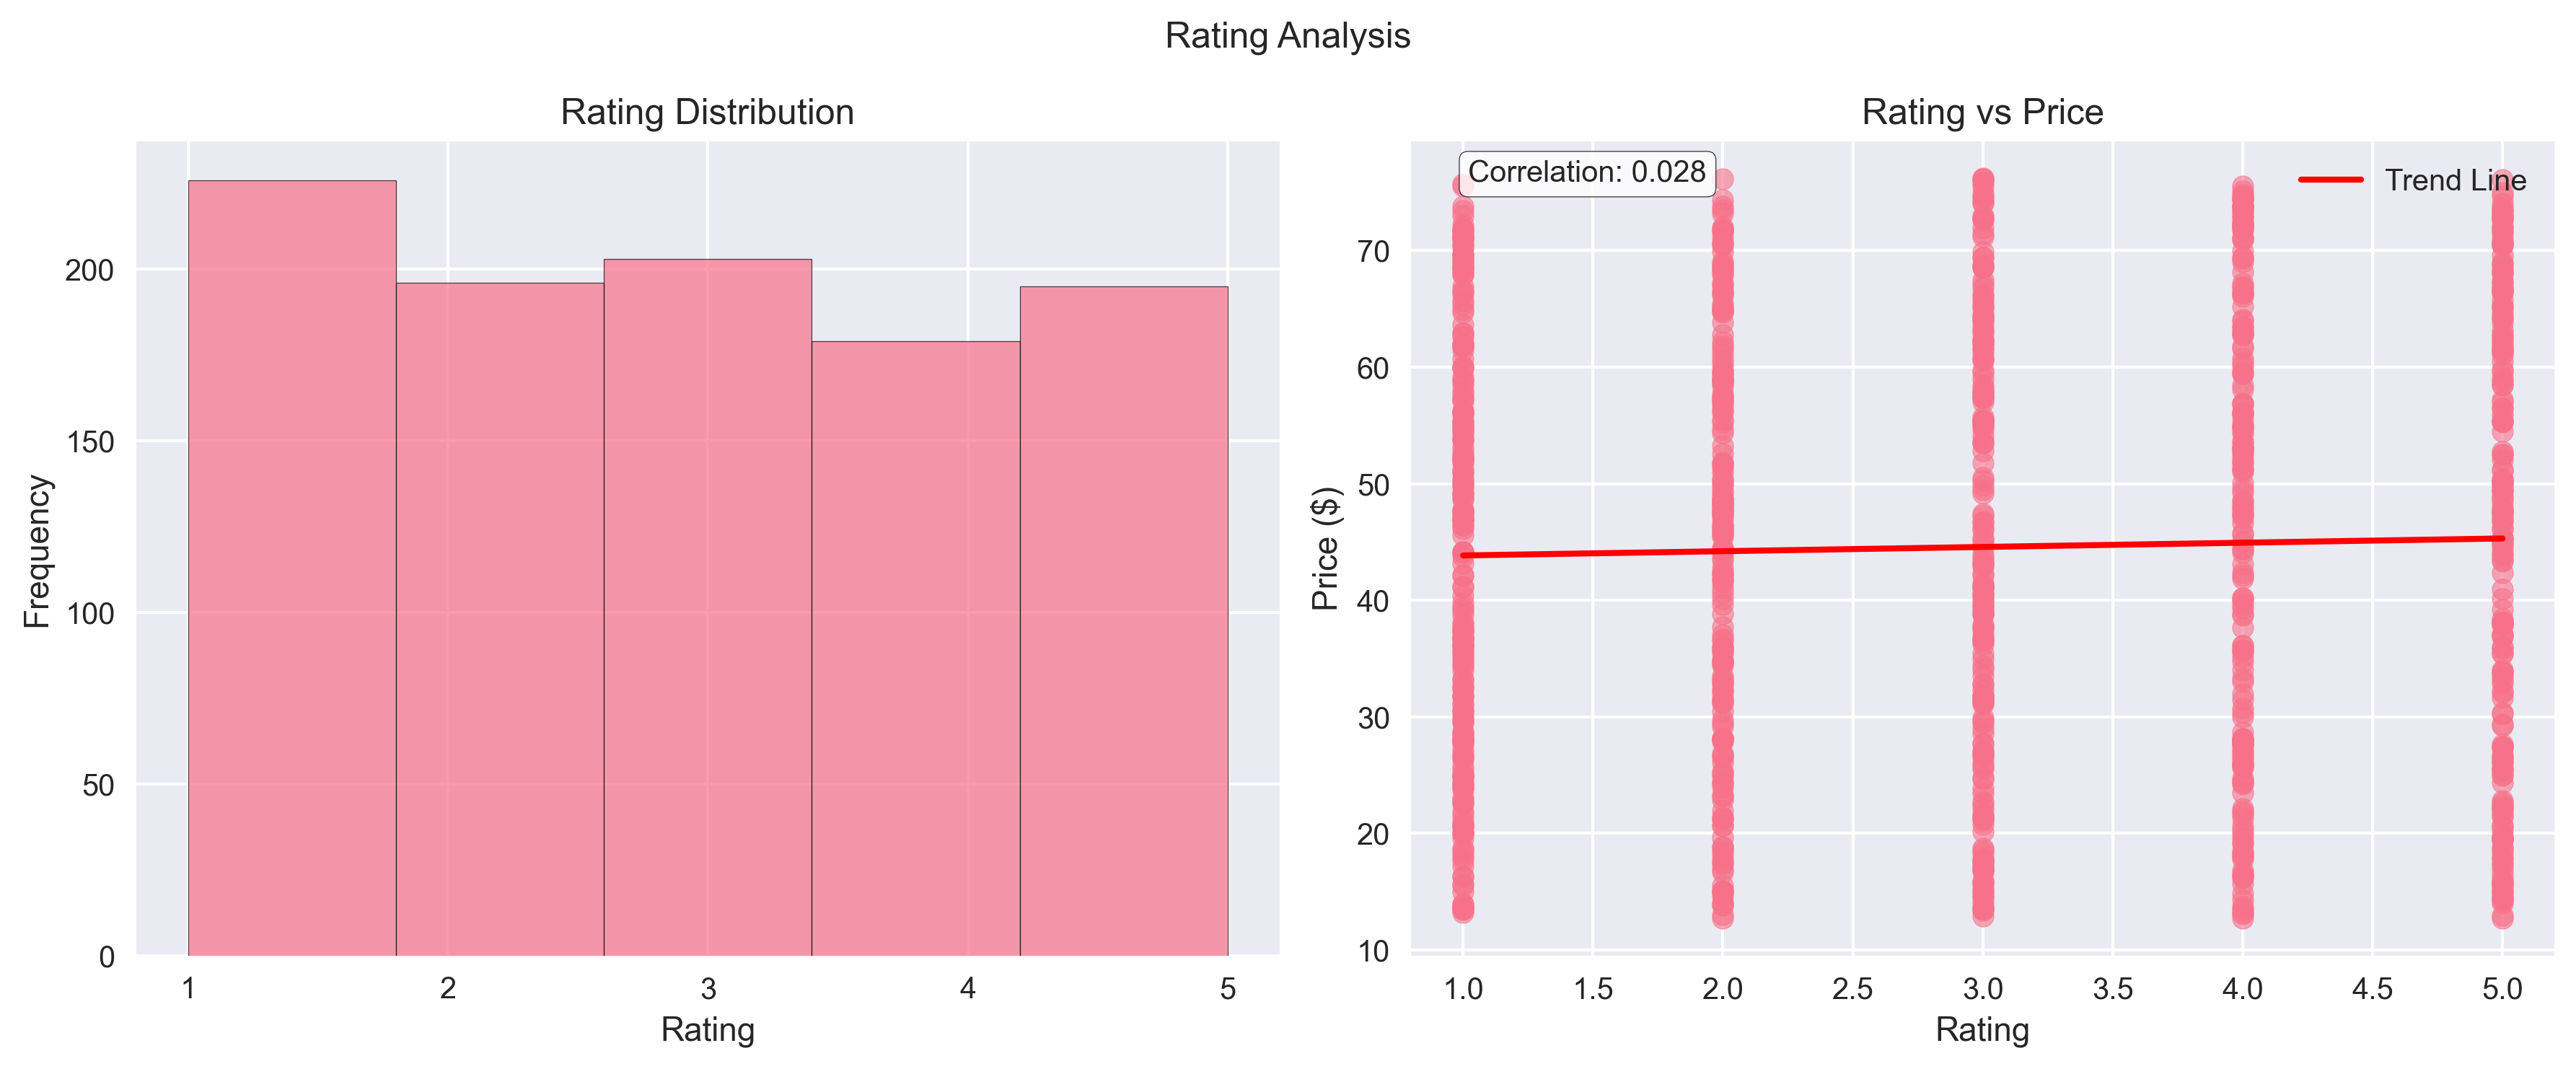 Rating Analysis
Rating Distribution
Frequency
200
150
100
50
0
1 2 3 4 5
Rating
Rating vs Price
Correlation: 0.028
Trend Line
Price ($)
70
60
50
40
30
20
10
1.0 1.5 2.0 2.5 3.0 3.5 4.0 4.5 5.0
Rating